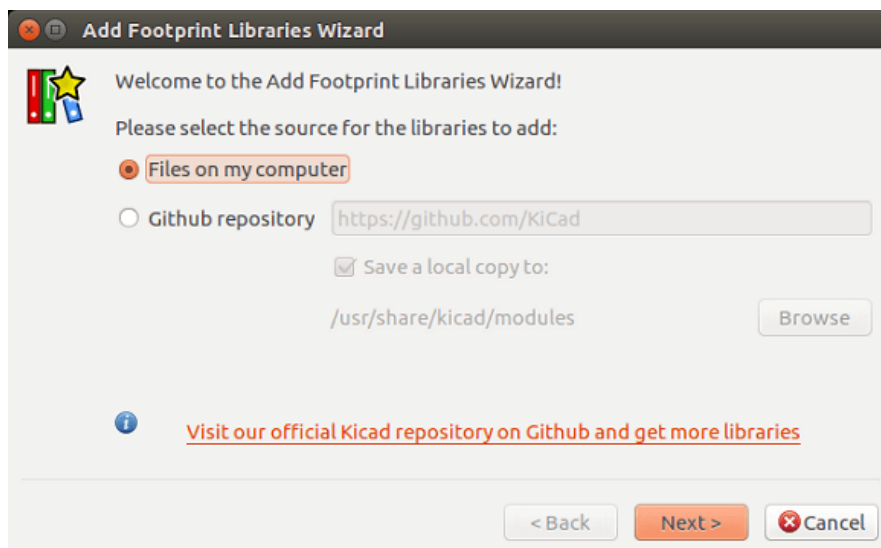 Add Footprint Libraries Wizard
Welcome to the Add Footprint Libraries Wizard!
Please select the source for the libraries to add:
Files on my computer
Github repository https://github.com/KiCad
Save a local copy to:
/usr/share/kicad/modules Browse
Visit our official Kicad repository on Github and get more libraries
< Back Next > Cancel